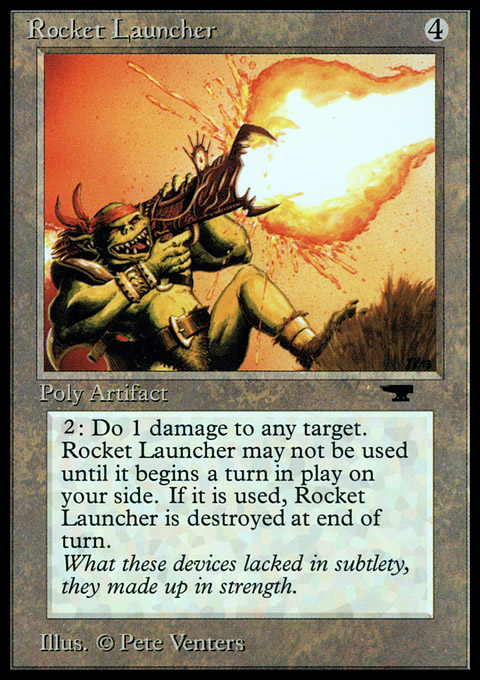 Rocket Launcher 4
Poly Artifact
2: Do 1 damage to any target.
Rocket Launcher may not be used
until it begins a turn in play on
your side. If it is used, Rocket
Launcher is destroyed at end of
turn.
What these devices lacked in subtlety,
they made up in strength.
Illus. © Pete Venters